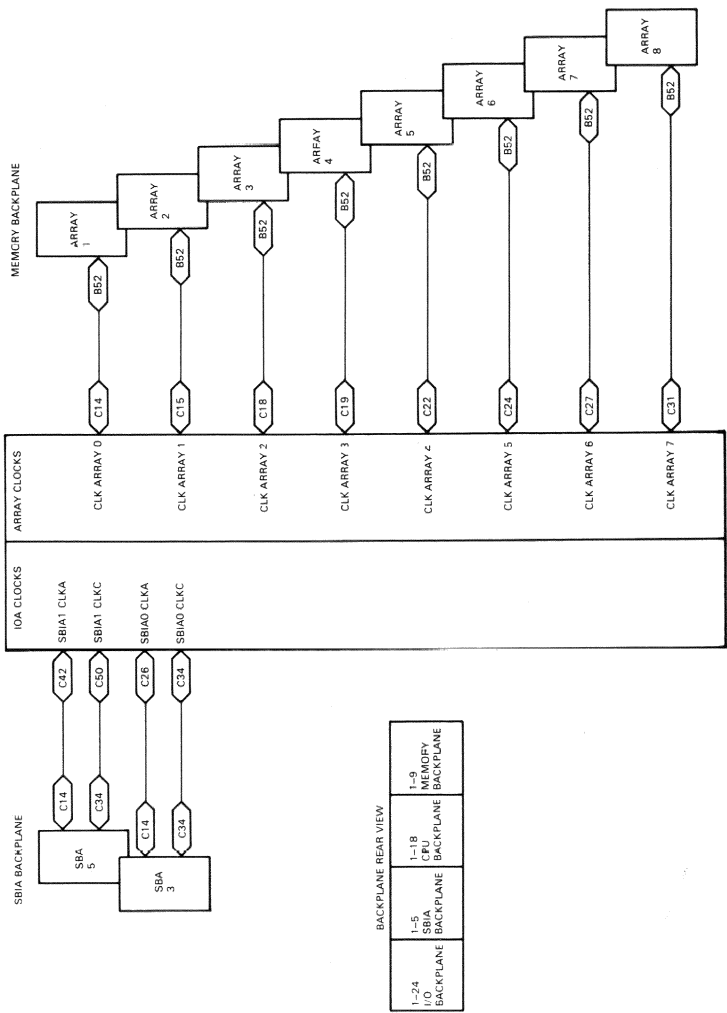 SBIA BACKPLANE
SBA
5
SBA
3
C14
C34
C14
C34
C42
C50
C26
C34
IOA CLOCKS
SBIA1 CLKA
SBIA1 CLKC
SBIA0 CLKA
SBIA0 CLKC
ARRAY CLOCKS
CLK ARRAY 0
CLK ARRAY 1
CLK ARRAY 2
CLK ARRAY 3
CLK ARRAY 4
CLK ARRAY 5
CLK ARRAY 6
CLK ARRAY 7
C14
C15
C18
C19
C22
C24
C27
C31
MEMORY BACKPLANE
B52
ARRAY
1
B52
ARRAY
2
B52
ARRAY
3
B52
ARRAY
4
B52
ARRAY
5
B52
ARRAY
6
B52
ARRAY
7
B52
ARRAY
8
BACKPLANE REAR VIEW
1-24
I/O
BACKPLANE
1-5
SBIA
BACKPLANE
1-18
CPU
BACKPLANE
1-9
MEMORY
BACKPLANE